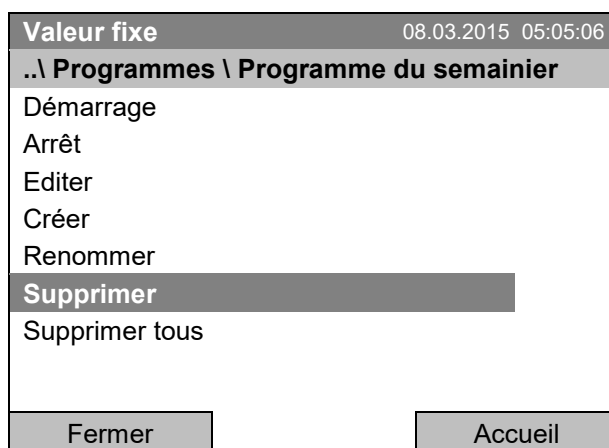 Valeur fixe 08.03.2015 05:05:06
..\ Programmes \ Programme du semainier
Démarrage
Arrêt
Editer
Créer
Renommer
Supprimer
Supprimer tous
Fermer Accueil